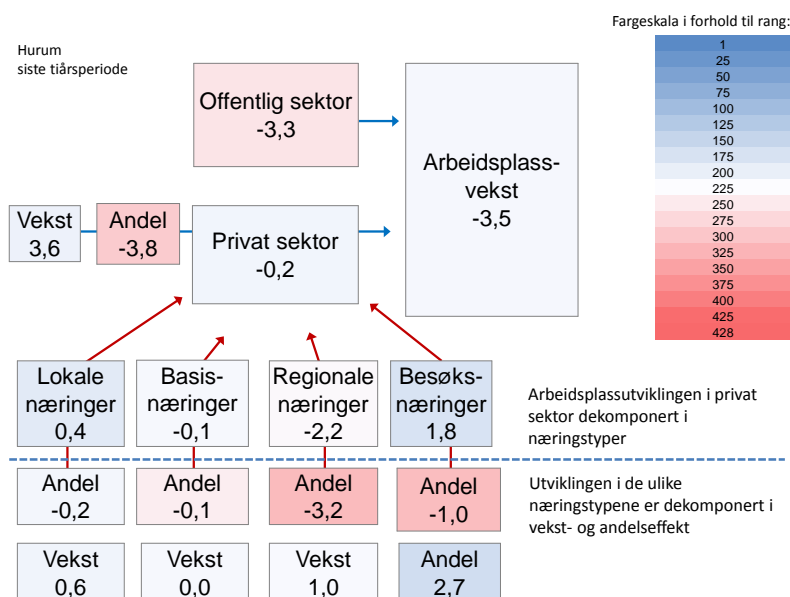 Fargeskala i forhold til rang:
Hurum
siste tiårsperiode
1
25
50
75
100
125
150
175
200
225
250
275
300
325
350
375
400
425
428
Offentlig sektor
-3,3
Arbeidsplass-
vekst
-3,5
Vekst
3,6
Andel
-3,8
Privat sektor
-0,2
Lokale
næringer
0,4
Basis-
næringer
-0,1
Regionale
næringer
-2,2
Besøks-
næringer
1,8
Arbeidsplassutviklingen i privat
sektor dekomponert i
næringstyper
Andel
-0,2
Andel
-0,1
Andel
-3,2
Andel
-1,0
Utviklingen i de ulike
næringstypene er dekomponert i
vekst- og andelseffekt
Vekst
0,6
Vekst
0,0
Vekst
1,0
Andel
2,7